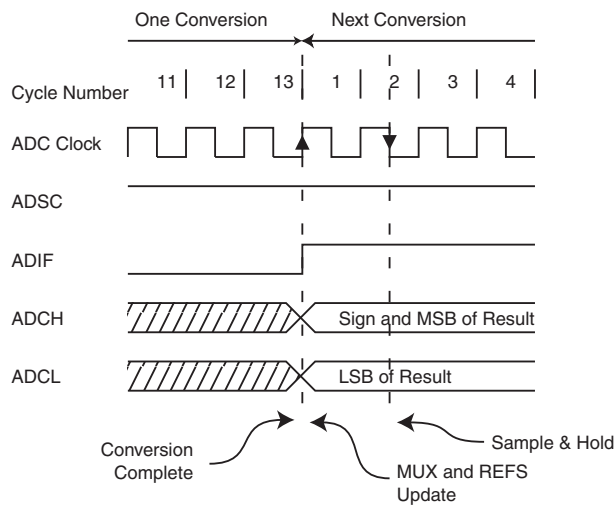 One Conversion Next Conversion
Cycle Number 11 12 13 1 2 3 4
ADC Clock
ADSC
ADIF
ADCH Sign and MSB of Result
ADCL LSB of Result
Conversion
Complete
MUX and REFS
Update
Sample & Hold